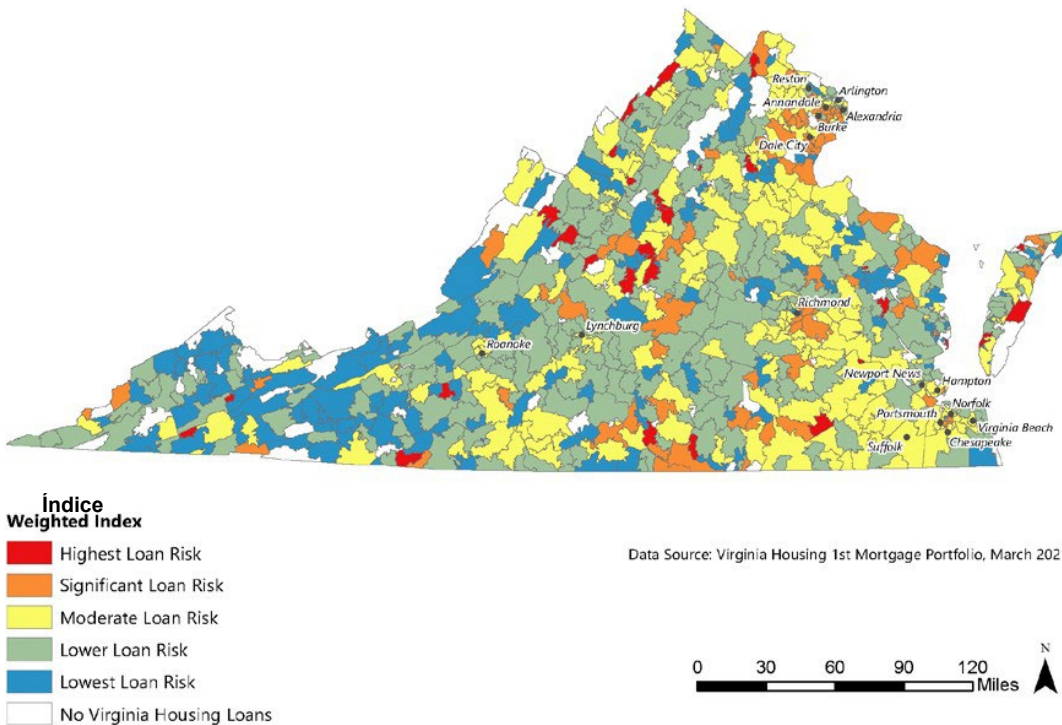 Reston
Arlington
Annandale
Alexandria
Burke
Dale City
Richmond
Lynchburg
Roanoke
Newport News
Hampton
Norfolk
Portsmouth
Virginia Beach
Suffolk
Chesapeake
Índice
Weighted Index
Highest Loan Risk
Significant Loan Risk
Moderate Loan Risk
Lower Loan Risk
Lowest Loan Risk
No Virginia Housing Loans
Data Source: Virginia Housing 1st Mortgage Portfolio, March 202
N
0 30 60 90 120
Miles